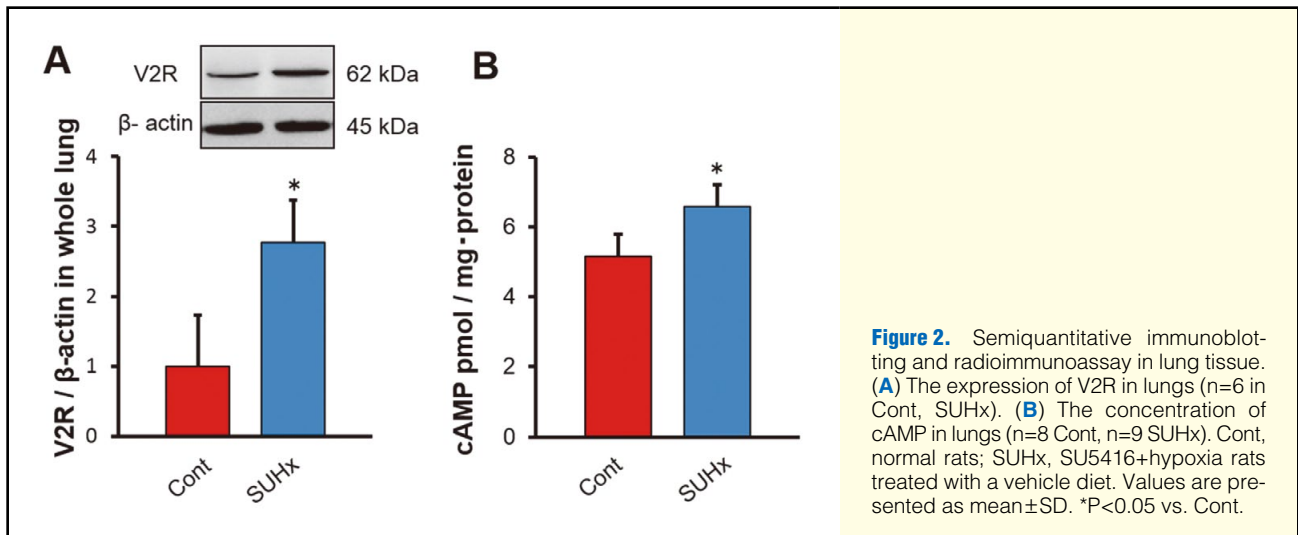 A
V2R
62 kDa
β- actin
45 kDa
V2R / β-actin in whole lung
4
3
2
1
0
*
Cont
SUHx
B
cAMP pmol / mg·protein
8
6
4
2
0
*
Cont
SUHx
Figure 2. Semiquantitative immunoblot-
ting and radioimmunoassay in lung tissue.
(A) The expression of V2R in lungs (n=6 in
Cont, SUHx). (B) The concentration of
cAMP in lungs (n=8 Cont, n=9 SUHx). Cont,
normal rats; SUHx, SU5416+hypoxia rats
treated with a vehicle diet. Values are pre-
sented as mean±SD. *P<0.05 vs. Cont.